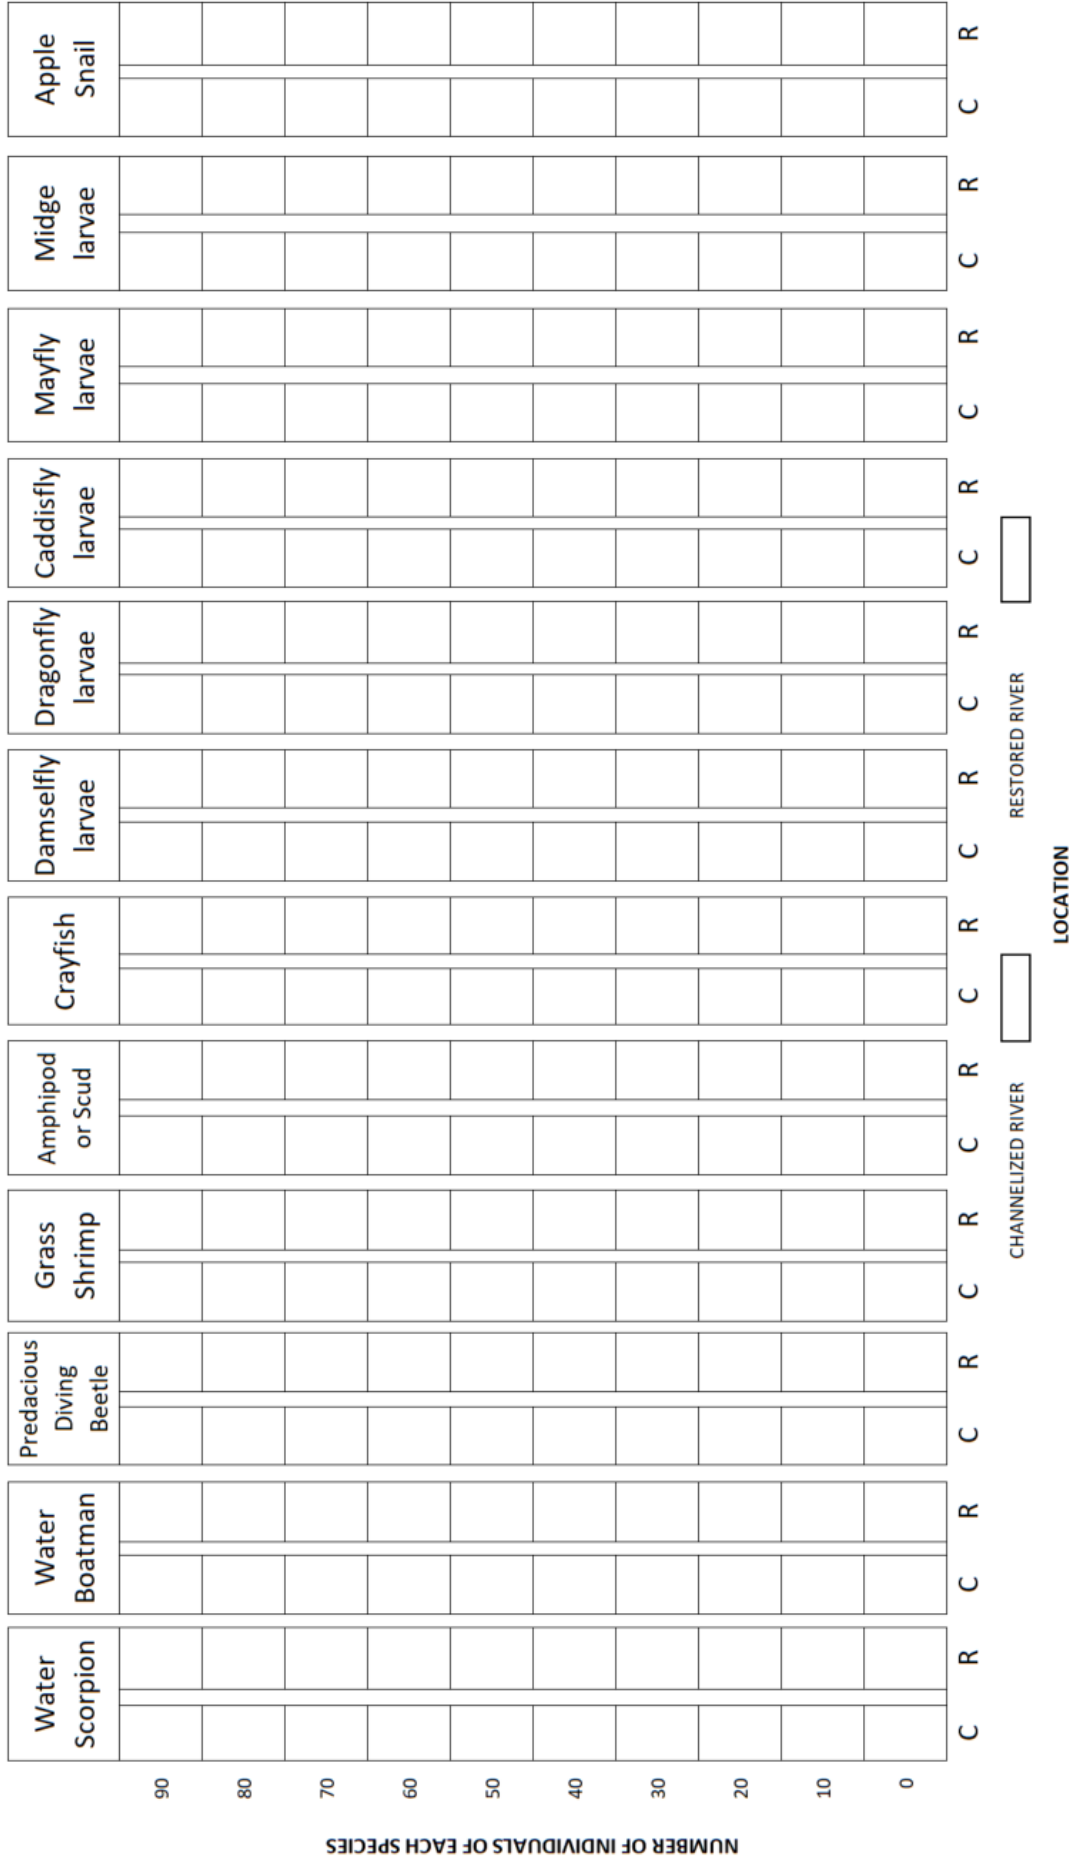 Water
Scorpion
Water
Boatman
Predacious
Diving
Beetle
Grass
Shrimp
Amphipod
or Scud
Crayfish
Damselfly
larvae
Dragonfly
larvae
Caddisfly
larvae
Mayfly
larvae
Midge
larvae
Apple
Snail
NUMBER OF INDIVIDUALS OF EACH SPECIES
90
80
70
60
50
40
30
20
10
0
C R C R C R C R C R C R C R C R C R C R C R C R
CHANNELIZED RIVER RESTORED RIVER
LOCATION